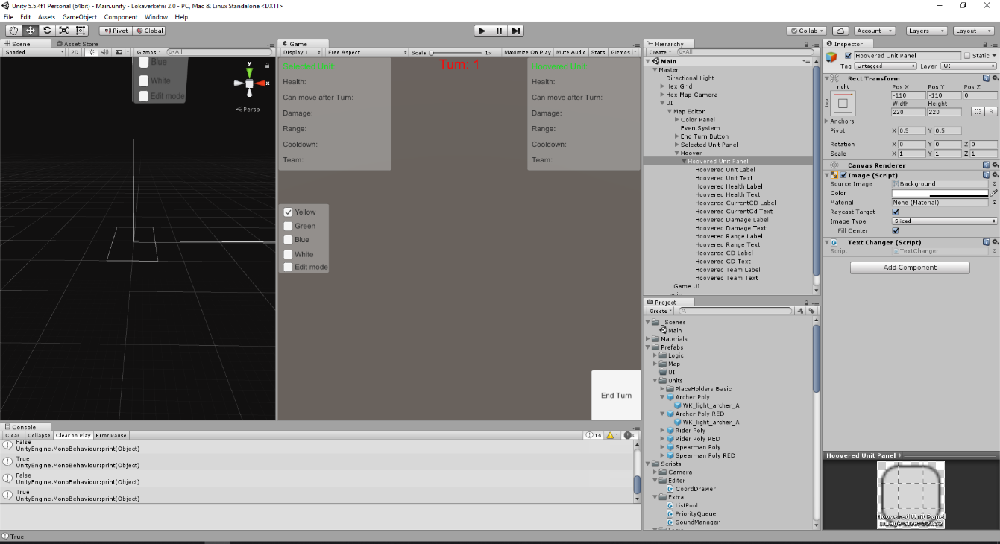 Unity 5.5.4f1 Personal (64bit) - Main.unity - Lokaverkefni 2.0 - PC, Mac & Linux Standalone <DX11>
File Edit Assets GameObject Component Window Help
Pivot Global Collab Account Layers Layout
Scene Asset Store
Shaded 2D Gizmos All
Blue
White
Edit mode
y
x
Persp
Game
Display 1 Free Aspect Scale 1x Maximize On Play Mute Audio Stats Gizmos
Selected Unit:
Health:
Can move after Turn:
Damage:
Range:
Cooldown:
Team:
Turn: 1
Hoovered Unit:
Health:
Can move after Turn:
Damage:
Range:
Cooldown:
Team:
Yellow
Green
Blue
White
Edit mode
End Turn
Console
Clear Collapse Clear on Play Error Pause 14 1 0
False
UnityEngine.MonoBehaviour:print(Object)
True
UnityEngine.MonoBehaviour:print(Object)
False
UnityEngine.MonoBehaviour:print(Object)
True
UnityEngine.MonoBehaviour:print(Object)
True
Hierarchy
Create All
Main
Master
Directional Light
Hex Grid
Hex Map Camera
UI
Map Editor
Color Panel
EventSystem
End Turn Button
Selected Unit Panel
Hoover
Hoovered Unit Panel
Hoovered Unit Label
Hoovered Unit Text
Hoovered Health Label
Hoovered Health Text
Hoovered CurrentCD Label
Hoovered CurrentCd Text
Hoovered Damage Label
Hoovered Damage Text
Hoovered Range Label
Hoovered Range Text
Hoovered CD Label
Hoovered CD Text
Hoovered Team Label
Hoovered Team Text
Game UI
Project
Create
_Scenes
Main
Materials
Prefabs
Logic
Map
UI
Units
PlaceHolders Basic
Archer Poly
WK_light_archer_A
Archer Poly RED
WK_light_archer_A
Rider Poly
Rider Poly RED
Spearman Poly
Spearman Poly RED
Scripts
Camera
Editor
CoordDrawer
Extra
ListPool
PriorityQueue
SoundManager
Inspector
Hoovered Unit Panel Static
Tag Untagged Layer UI
Rect Transform
right Pos X Pos Y Pos Z
top -110 -110 0
Width Height
220 220 R
Anchors
Pivot X 0.5 Y 0.5
Rotation X 0 Y 0 Z 0
Scale X 1 Y 1 Z 1
Canvas Renderer
Image (Script)
Source Image Background
Color
Material None (Material)
Raycast Target
Image Type Sliced
Fill Center
Text Changer (Script)
Script TextChanger
Add Component
Hoovered Unit Panel
Hoovered Unit Panel
Image Size: 32x32